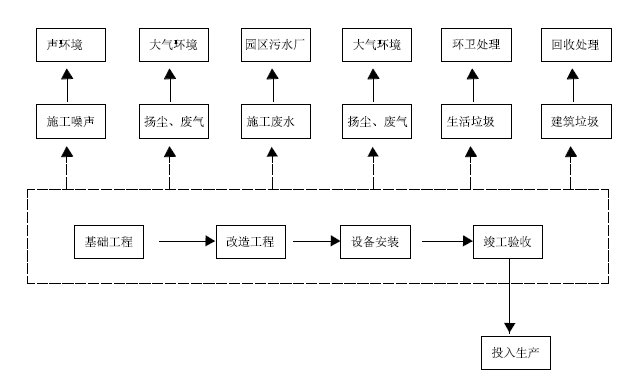 声环境
大气环境
园区污水厂
大气环境
环卫处理
回收处理
施工噪声
扬尘、废气
施工废水
扬尘、废气
生活垃圾
建筑垃圾
基础工程
改造工程
设备安装
竣工验收
投入生产